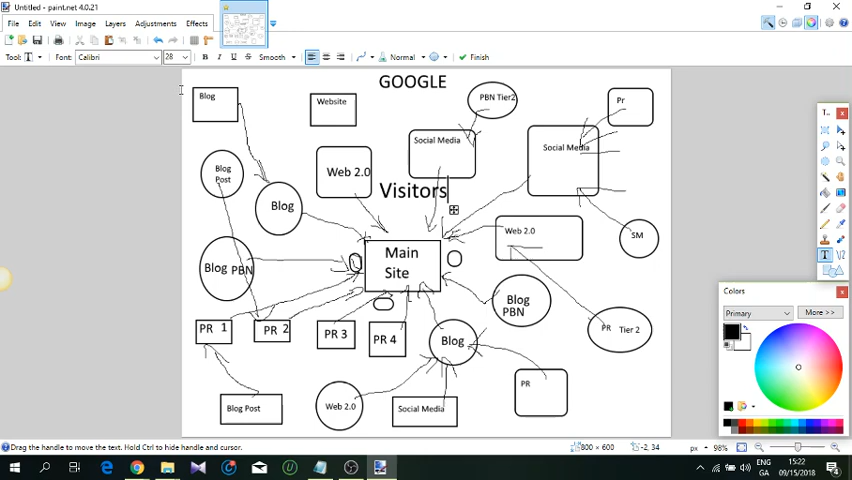 Untitled - paint.net 4.0.21
File Edit View Image Layers Adjustments Effects
Tool: T Font: Calibri 28 B I U S Smooth Normal Finish
GOOGLE
Blog
Website
PBN Tier2
Pr
Social Media
Social Media
Blog
Post
Web 2.0
Visitors
Blog
Web 2.0
SM
Main
Site
Blog PBN
Blog
PBN
PR 1
PR 2
PR 3
PR 4
Blog
PR Tier 2
PR
Blog Post
Web 2.0
Social Media
T...
Colors
Primary
More >>
Drag the handle to move the text. Hold Ctrl to hide handle and cursor.
800 × 600
-2, 34
px
98%
ENG
GA
15:22
09/15/2018
4